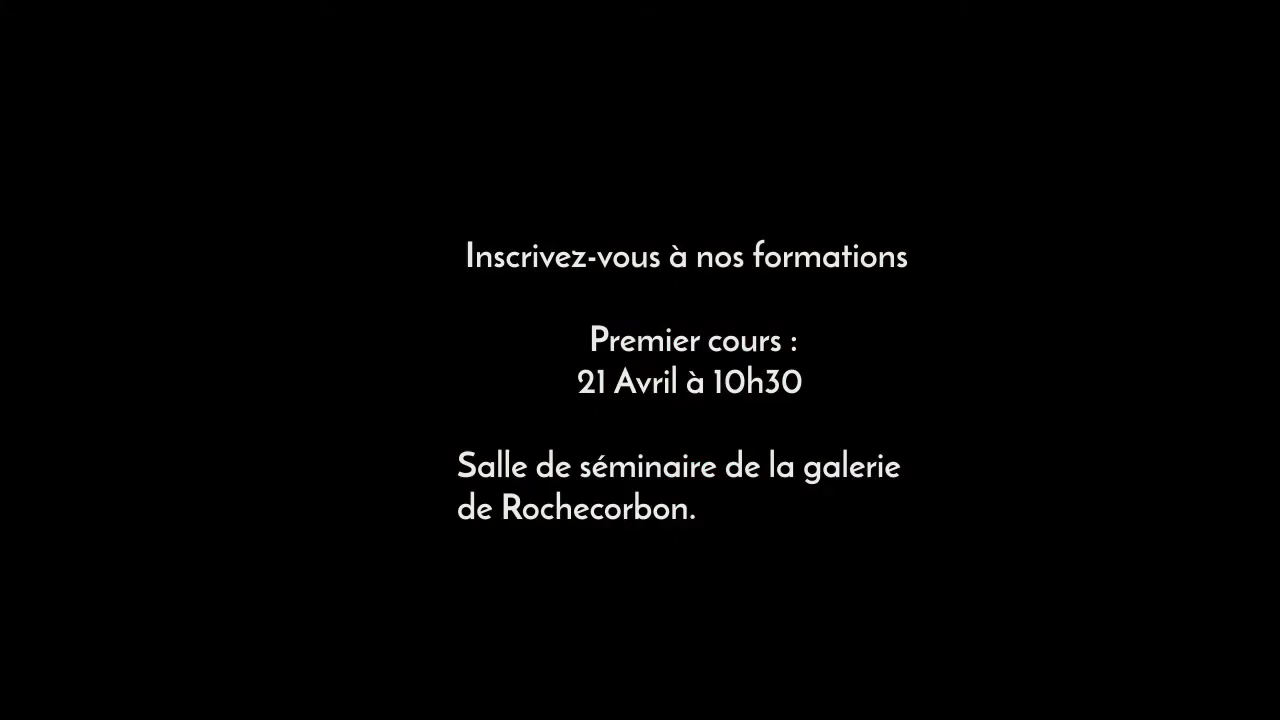 Inscrivez-vous à nos formations
Premier cours :
21 Avril à 10h30
Salle de séminaire de la galerie
de Rochecorbon.